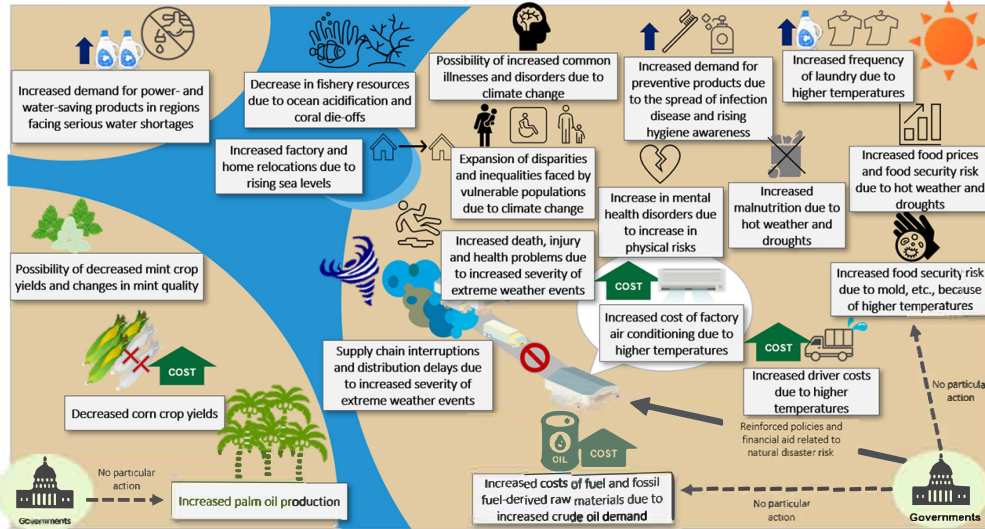 Increased demand for power- and
water-saving products in regions
facing serious water shortages
Decrease in fishery resources
due to ocean acidification and
coral die-offs
Possibility of increased common
illnesses and disorders due to
climate change
Increased demand for
preventive products due
to the spread of infection
disease and rising
hygiene awareness
Increased frequency
of laundry due to
higher temperatures
Increased factory and
home relocations due to
rising sea levels
Expansion of disparities
and inequalities faced by
vulnerable populations
due to climate change
Increase in mental
health disorders due
to increase in
physical risks
Increased
malnutrition due to
hot weather and
droughts
Increased food prices
and food security risk
due to hot weather and
droughts
Possibility of decreased mint crop
yields and changes in mint quality
Increased death, injury
and health problems due
to increased severity of
extreme weather events
COST
Increased cost of factory
air conditioning due to
higher temperatures
Increased food security risk
due to mold, etc., because
of higher temperatures
Supply chain interruptions
and distribution delays due
to increased severity of
extreme weather events
COST
Increased driver costs
due to higher
temperatures
COST
Decreased corn crop yields
No particular
action
Reinforced policies and
financial aid related to
natural disaster risk
OIL
COST
Governments
No particular
action
Increased palm oil production
Increased costs of fuel and fossil
fuel-derived raw materials due to
increased crude oil demand
No particular
action
Governments